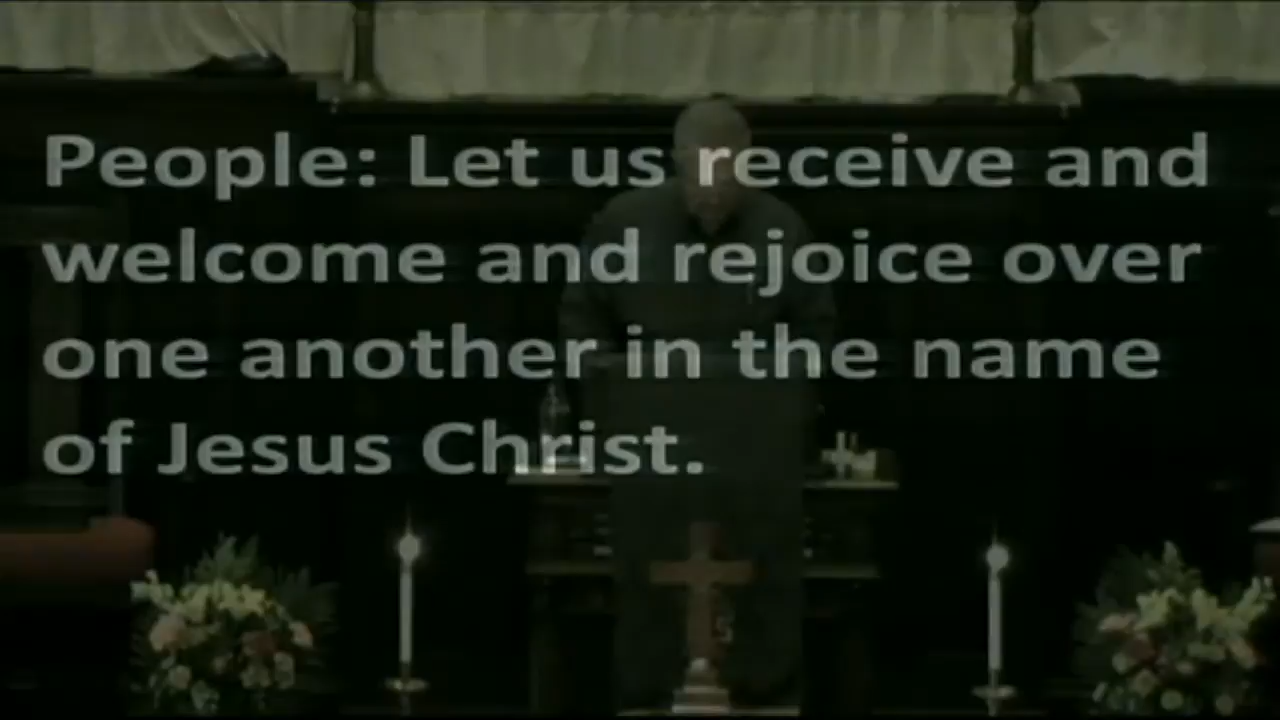 People: Let us receive and
welcome and rejoice over
one another in the name
of Jesus Christ.